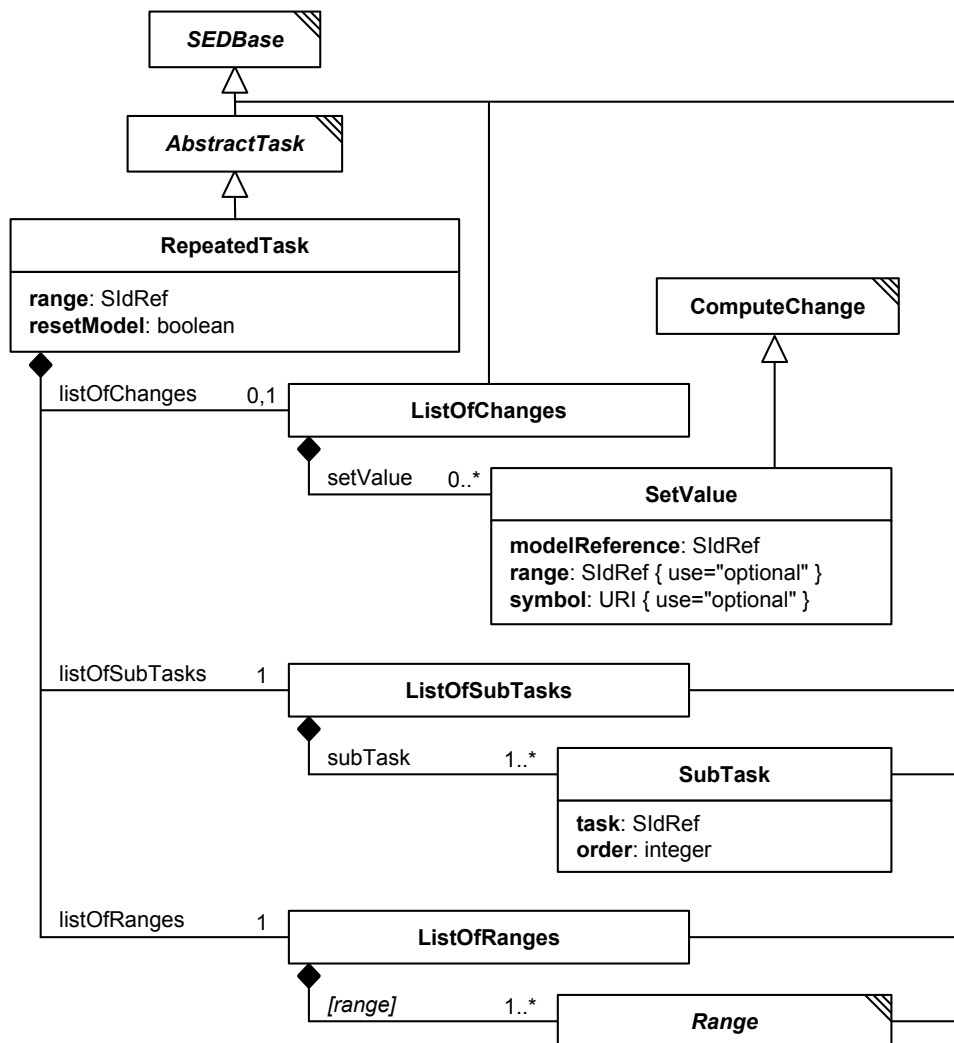 SEDBase
AbstractTask
RepeatedTask
range: SIdRef
resetModel: boolean
ComputeChange
listOfChanges 0,1
ListOfChanges
setValue 0..*
SetValue
modelReference: SIdRef
range: SIdRef { use="optional" }
symbol: URI { use="optional" }
listOfSubTasks 1
ListOfSubTasks
subTask 1..*
SubTask
task: SIdRef
order: integer
listOfRanges 1
ListOfRanges
[range] 1..*
Range